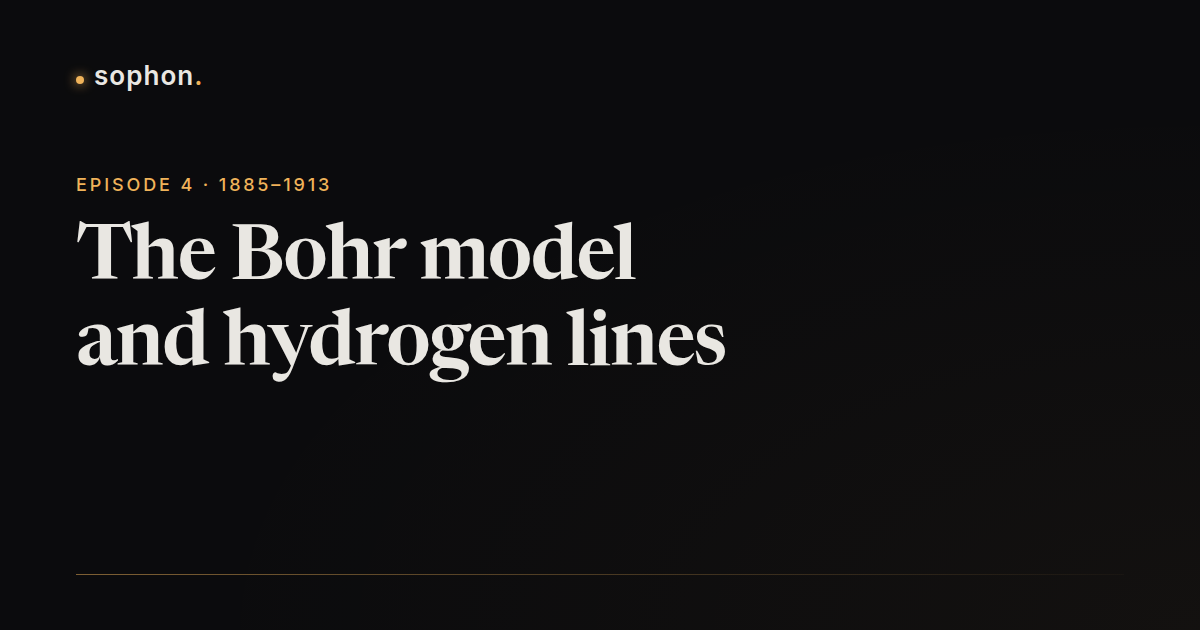 sophon.
EPISODE 4 · 1885–1913
The Bohr model
and hydrogen lines